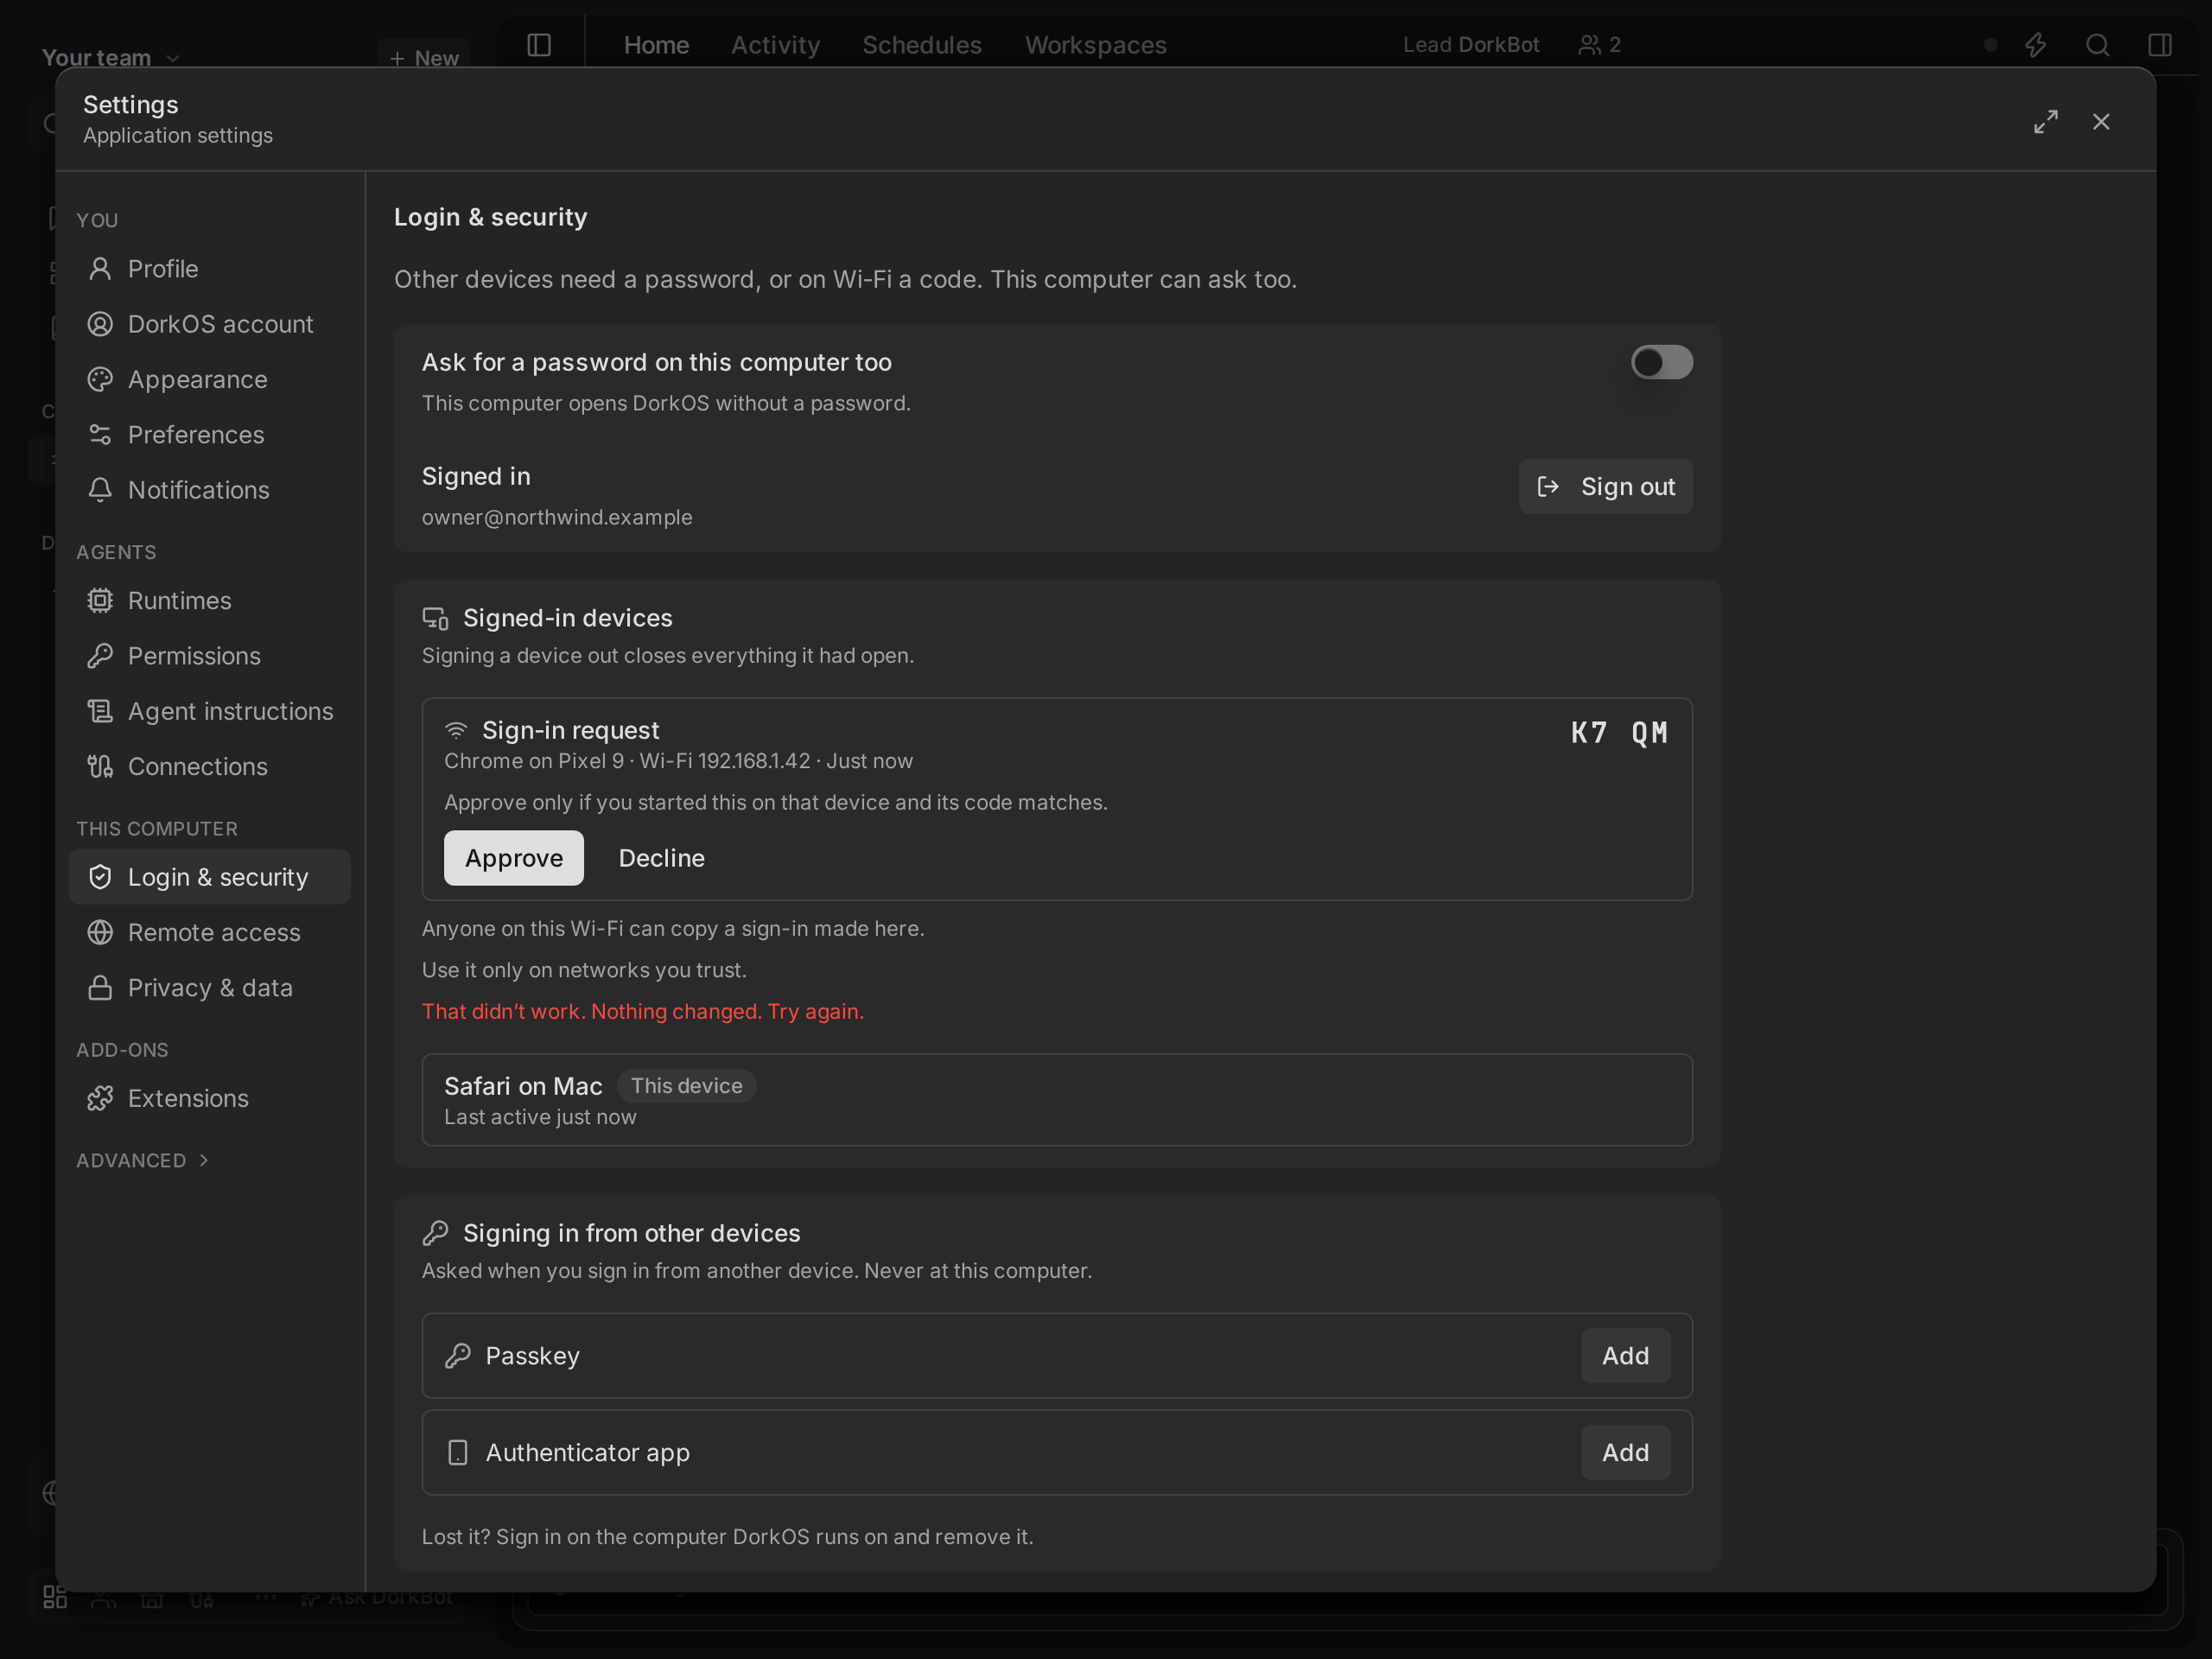 Your team
+ New
Home
Activity
Schedules
Workspaces
Lead DorkBot
2
Settings
Application settings
YOU
Profile
DorkOS account
Appearance
Preferences
Notifications
AGENTS
Runtimes
Permissions
Agent instructions
Connections
THIS COMPUTER
Login & security
Remote access
Privacy & data
ADD-ONS
Extensions
ADVANCED
Login & security
Other devices need a password, or on Wi-Fi a code. This computer can ask too.
Ask for a password on this computer too
This computer opens DorkOS without a password.
Signed in
owner@northwind.example
Sign out
Signed-in devices
Signing a device out closes everything it had open.
Sign-in request
K7 QM
Chrome on Pixel 9 · Wi-Fi 192.168.1.42 · Just now
Approve only if you started this on that device and its code matches.
Approve
Decline
Anyone on this Wi-Fi can copy a sign-in made here.
Use it only on networks you trust.
That didn’t work. Nothing changed. Try again.
Safari on Mac
This device
Last active just now
Signing in from other devices
Asked when you sign in from another device. Never at this computer.
Passkey
Add
Authenticator app
Add
Lost it? Sign in on the computer DorkOS runs on and remove it.
Ask DorkBot